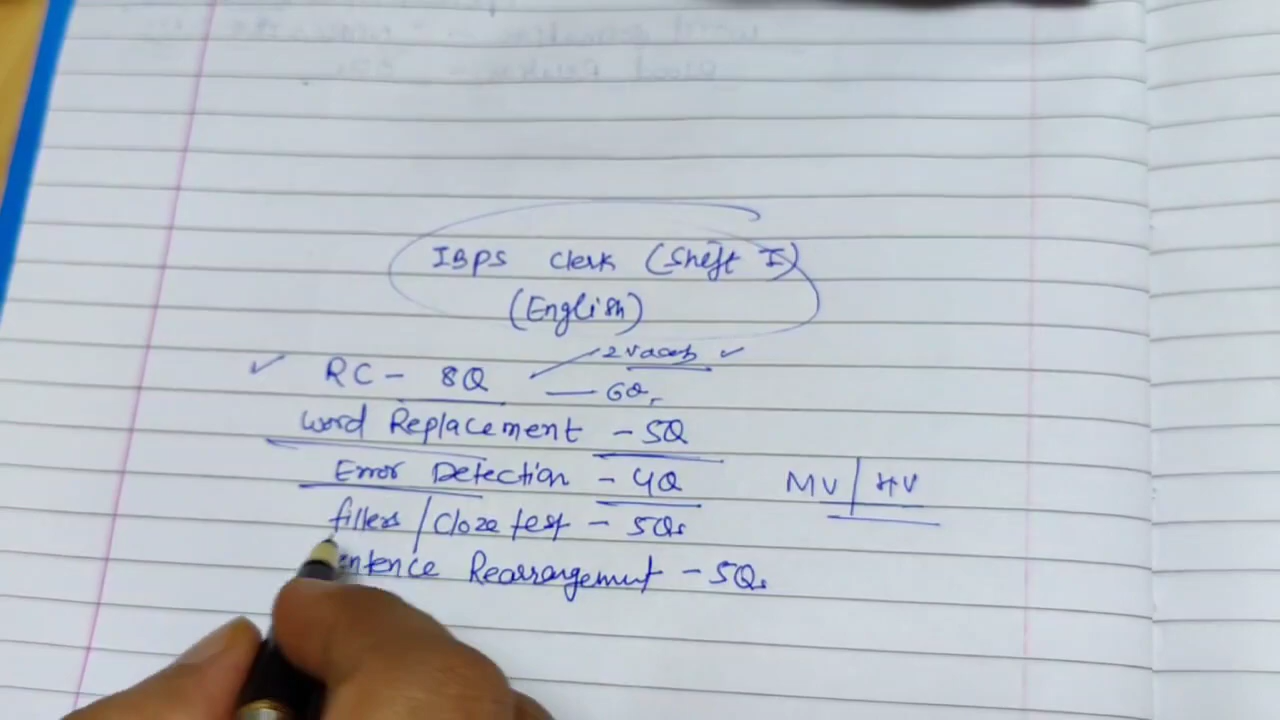 IBPS Clerk (Shift I)
(English)
RC - 8Q - 2 Vocab
- 6Q.
Word Replacement - 5Q
Error Detection - 4Q MV | HV
fillers / Cloze test - 5Qs
entence Rearrangement - 5Q.